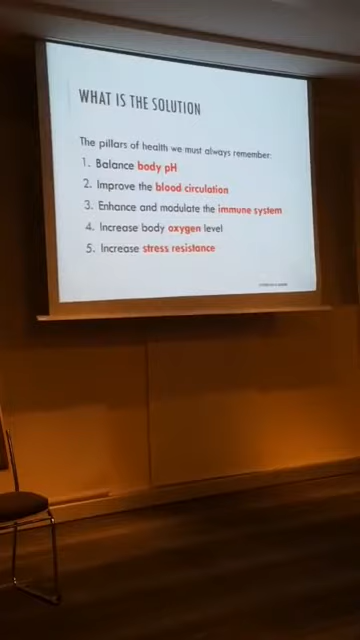 WHAT IS THE SOLUTION
The pillars of health we must always remember:
1. Balance body pH
2. Improve the blood circulation
3. Enhance and modulate the immune system
4. Increase body oxygen level
5. Increase stress resistance